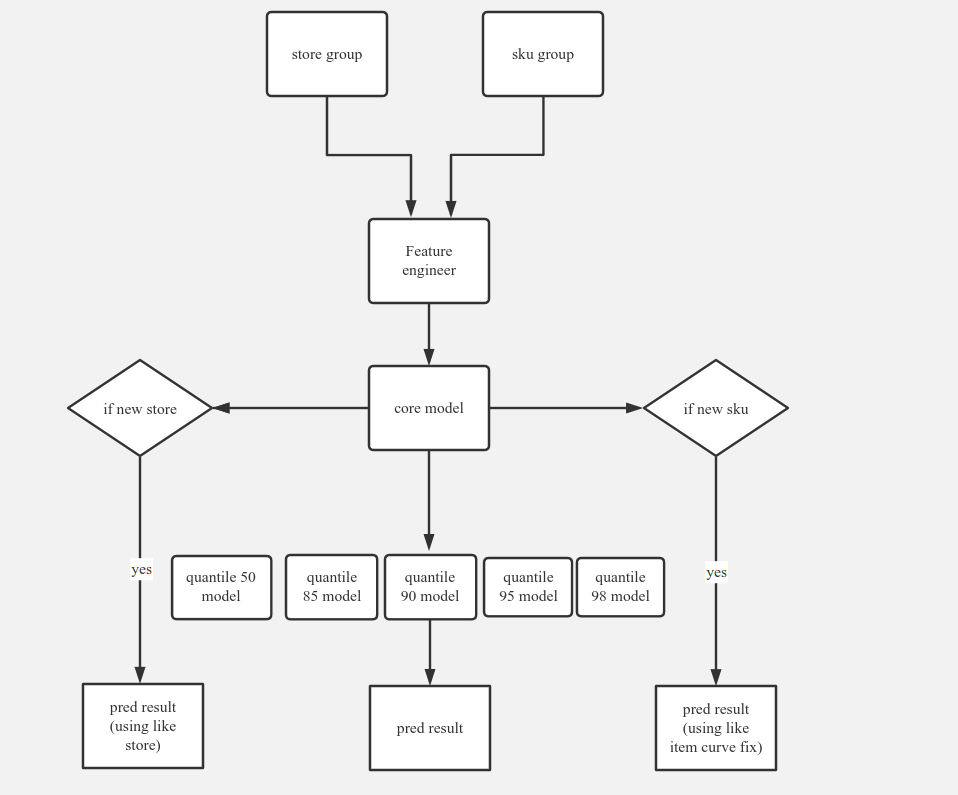 store group
sku group
Feature
engineer
if new store
core model
if new sku
yes
quantile 50
model
quantile
85 model
quantile
90 model
quantile
95 model
quantile
98 model
yes
pred result
(using like
store)
pred result
pred result
(using like
item curve fix)